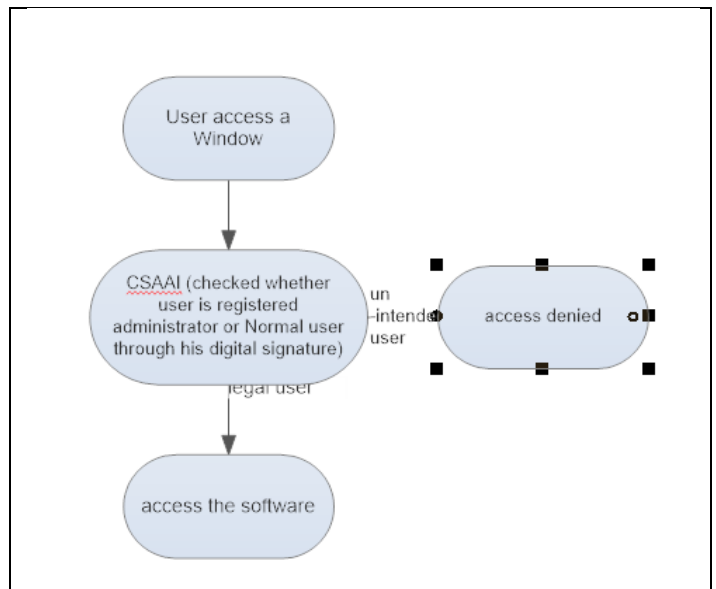 User access a
Window
CSAAI (checked whether
user is registered
administrator or Normal user
through his digital signature)
un
-intended
user
access denied
legal user
access the software